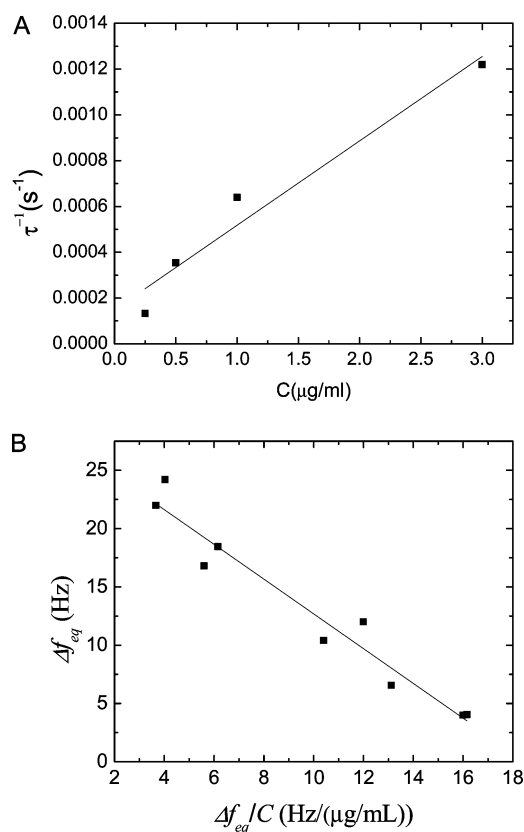 A
0.0014
0.0012
0.0010
0.0008
0.0006
0.0004
0.0002
0.0000
τ⁻¹(s⁻¹)
0.0 0.5 1.0 1.5 2.0 2.5 3.0
C(μg/ml)
B
25
20
15
10
5
0
Δf_eq (Hz)
2 4 6 8 10 12 14 16 18
Δf_eq/C (Hz/(μg/mL))